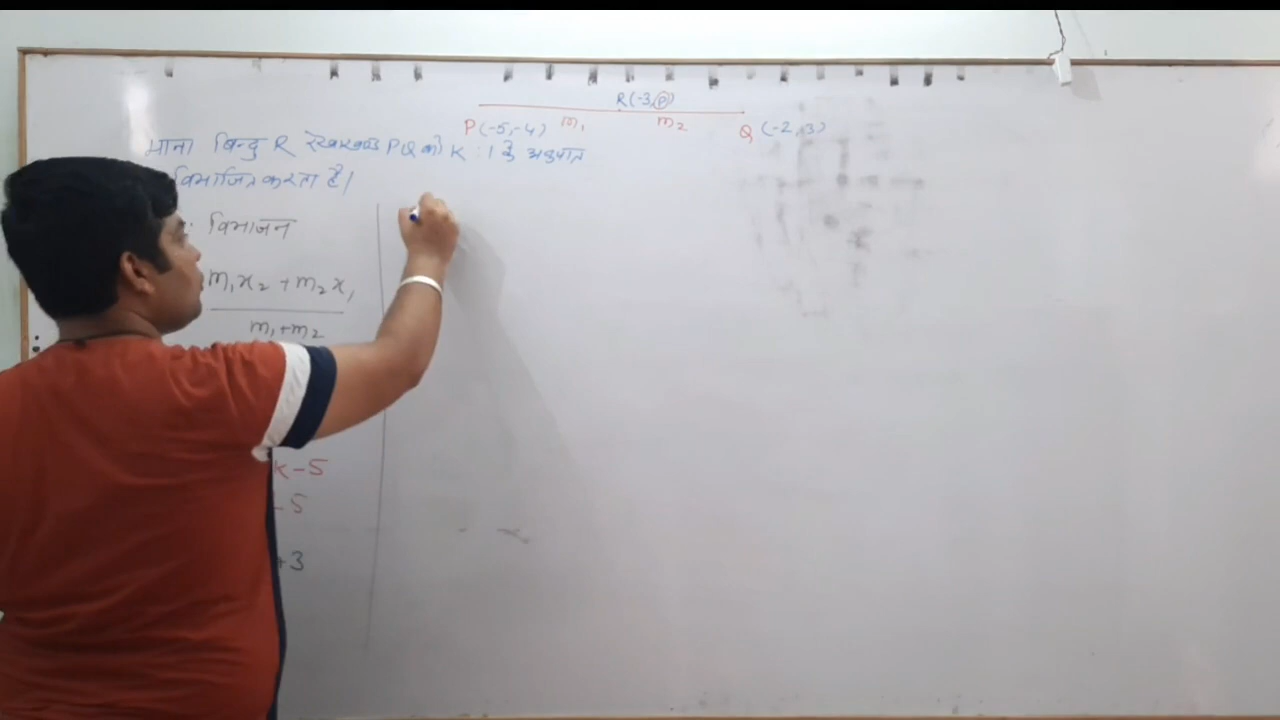 R(-3,p)
P(-5,-4) m₁ m₂ Q(-2,3)
माना बिन्दु R रेखाखण्ड PQ को K : 1 के अनुपात
विभाजित करता है।
: विभाजन
m₁x₂ + m₂x₁
m₁+m₂
k-5
- 5
+3